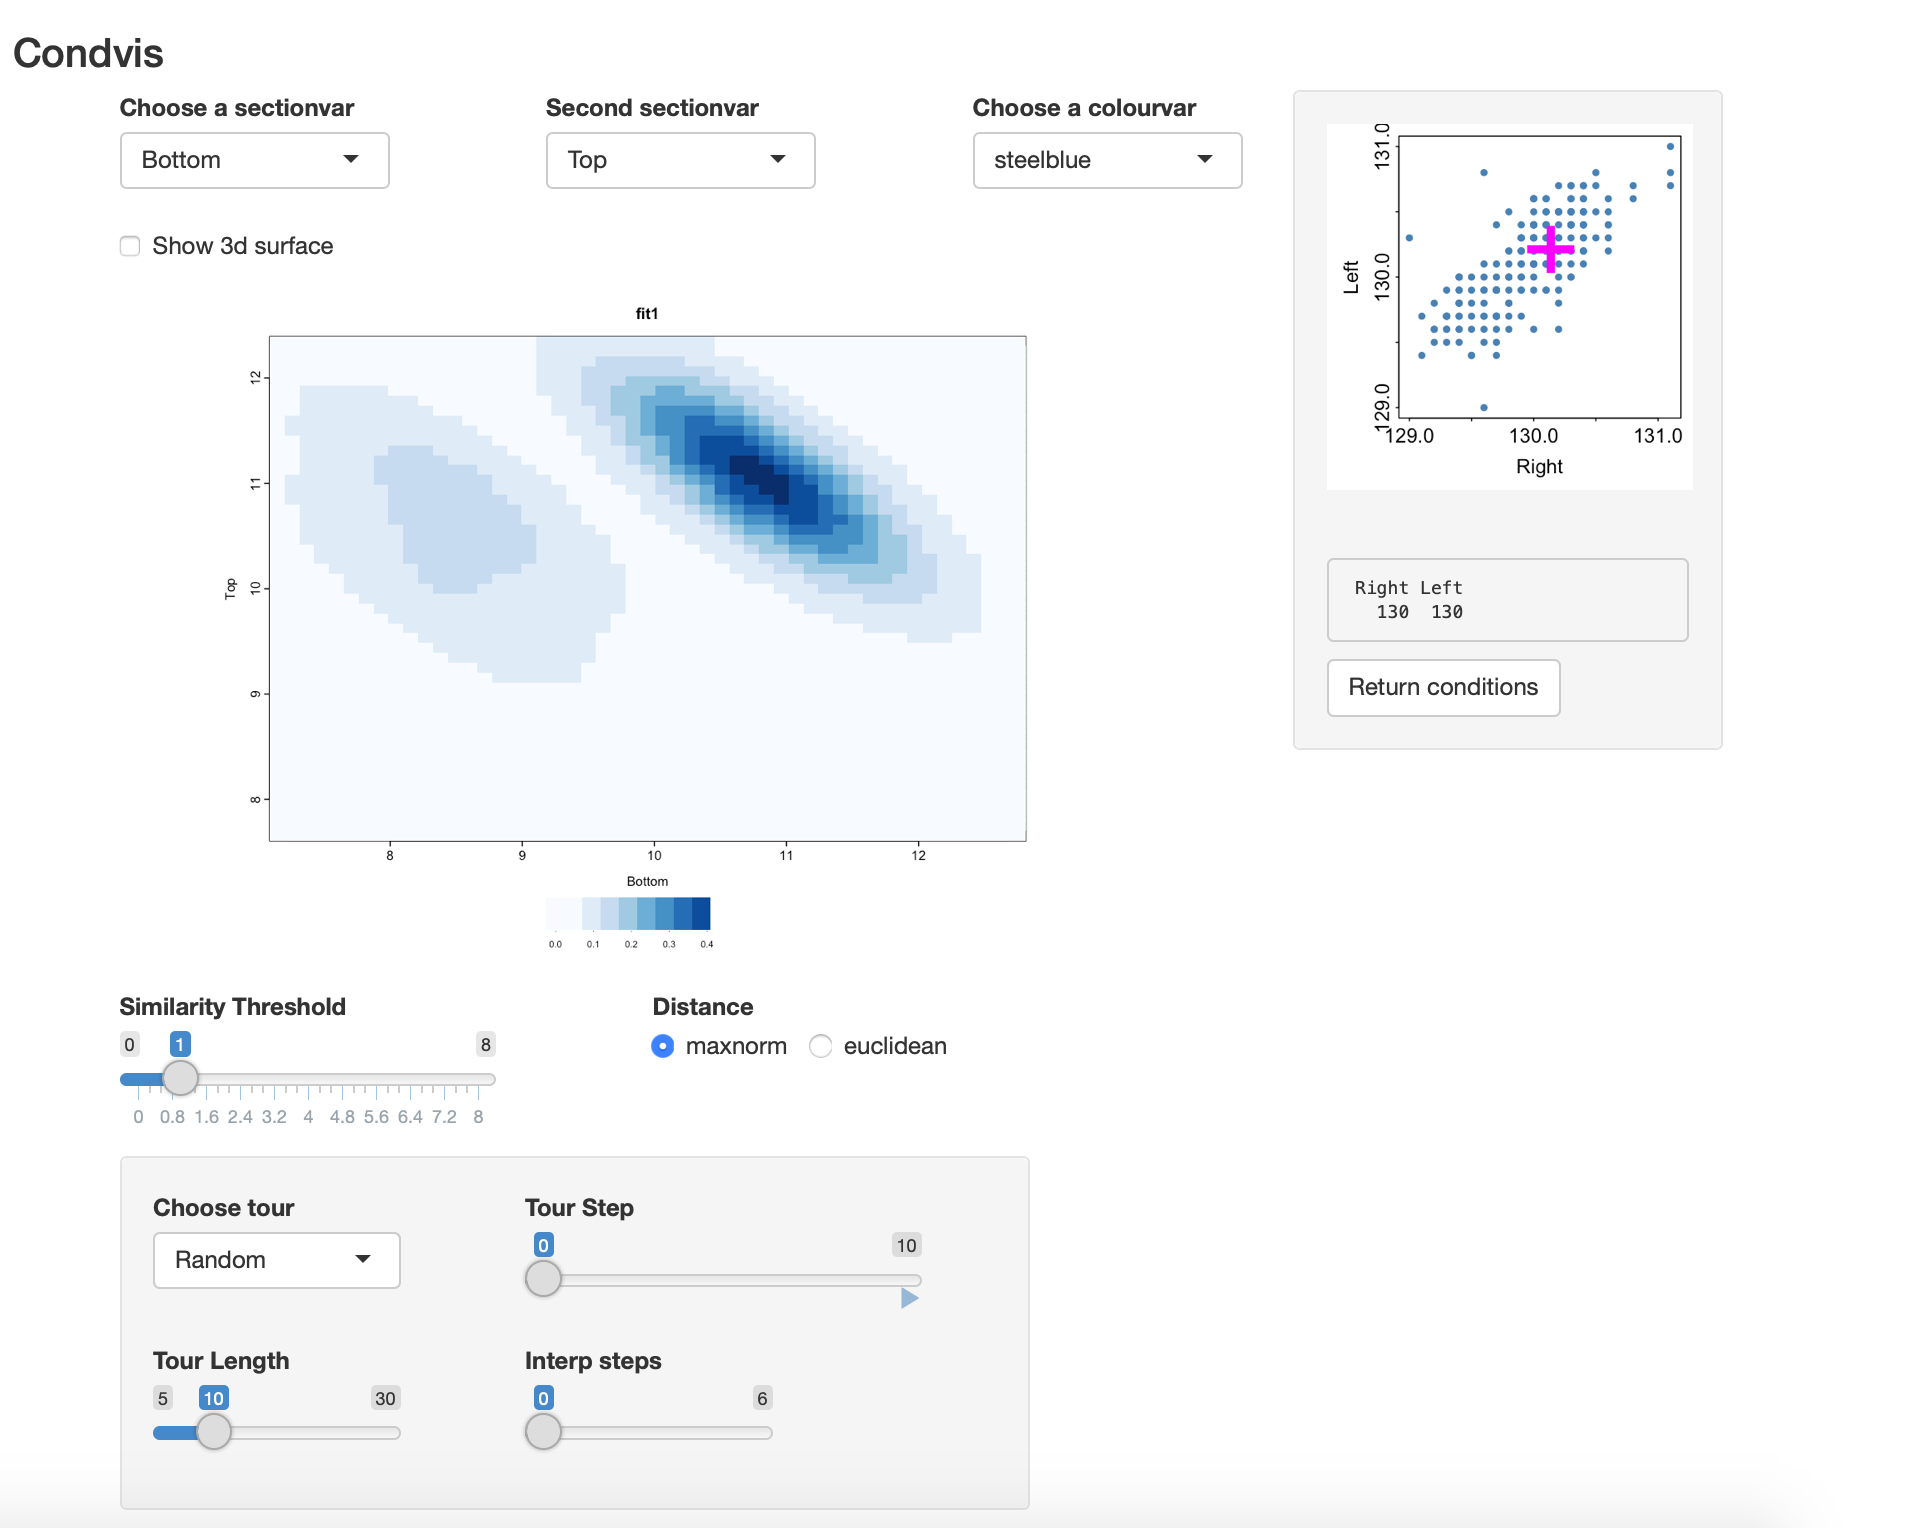 Condvis
Choose a sectionvar
Second sectionvar
Choose a colourvar
Bottom
Top
steelblue
Show 3d surface
fit1
12
11
10
9
8
Top
8 9 10 11 12
Bottom
0.0 0.1 0.2 0.3 0.4
131.0
130.0
129.0
Left
129.0 130.0 131.0
Right
Right Left
130 130
Return conditions
Similarity Threshold
0 1 8
0 0.8 1.6 2.4 3.2 4 4.8 5.6 6.4 7.2 8
Distance
maxnorm euclidean
Choose tour
Random
Tour Step
0 10
Tour Length
5 10 30
Interp steps
0 6